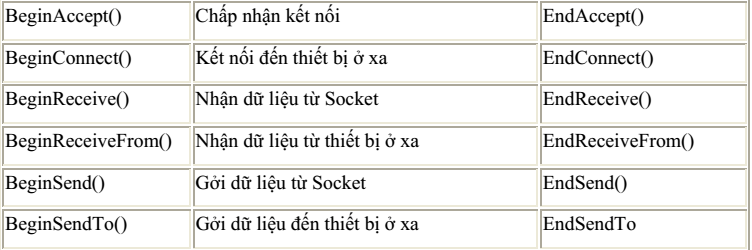 BeginAccept() Chấp nhận kết nối EndAccept()
BeginConnect() Kết nối đến thiết bị ở xa EndConnect()
BeginReceive() Nhận dữ liệu từ Socket EndReceive()
BeginReceiveFrom() Nhận dữ liệu từ thiết bị ở xa EndReceiveFrom()
BeginSend() Gởi dữ liệu từ Socket EndSend()
BeginSendTo() Gởi dữ liệu đến thiết bị ở xa EndSendTo